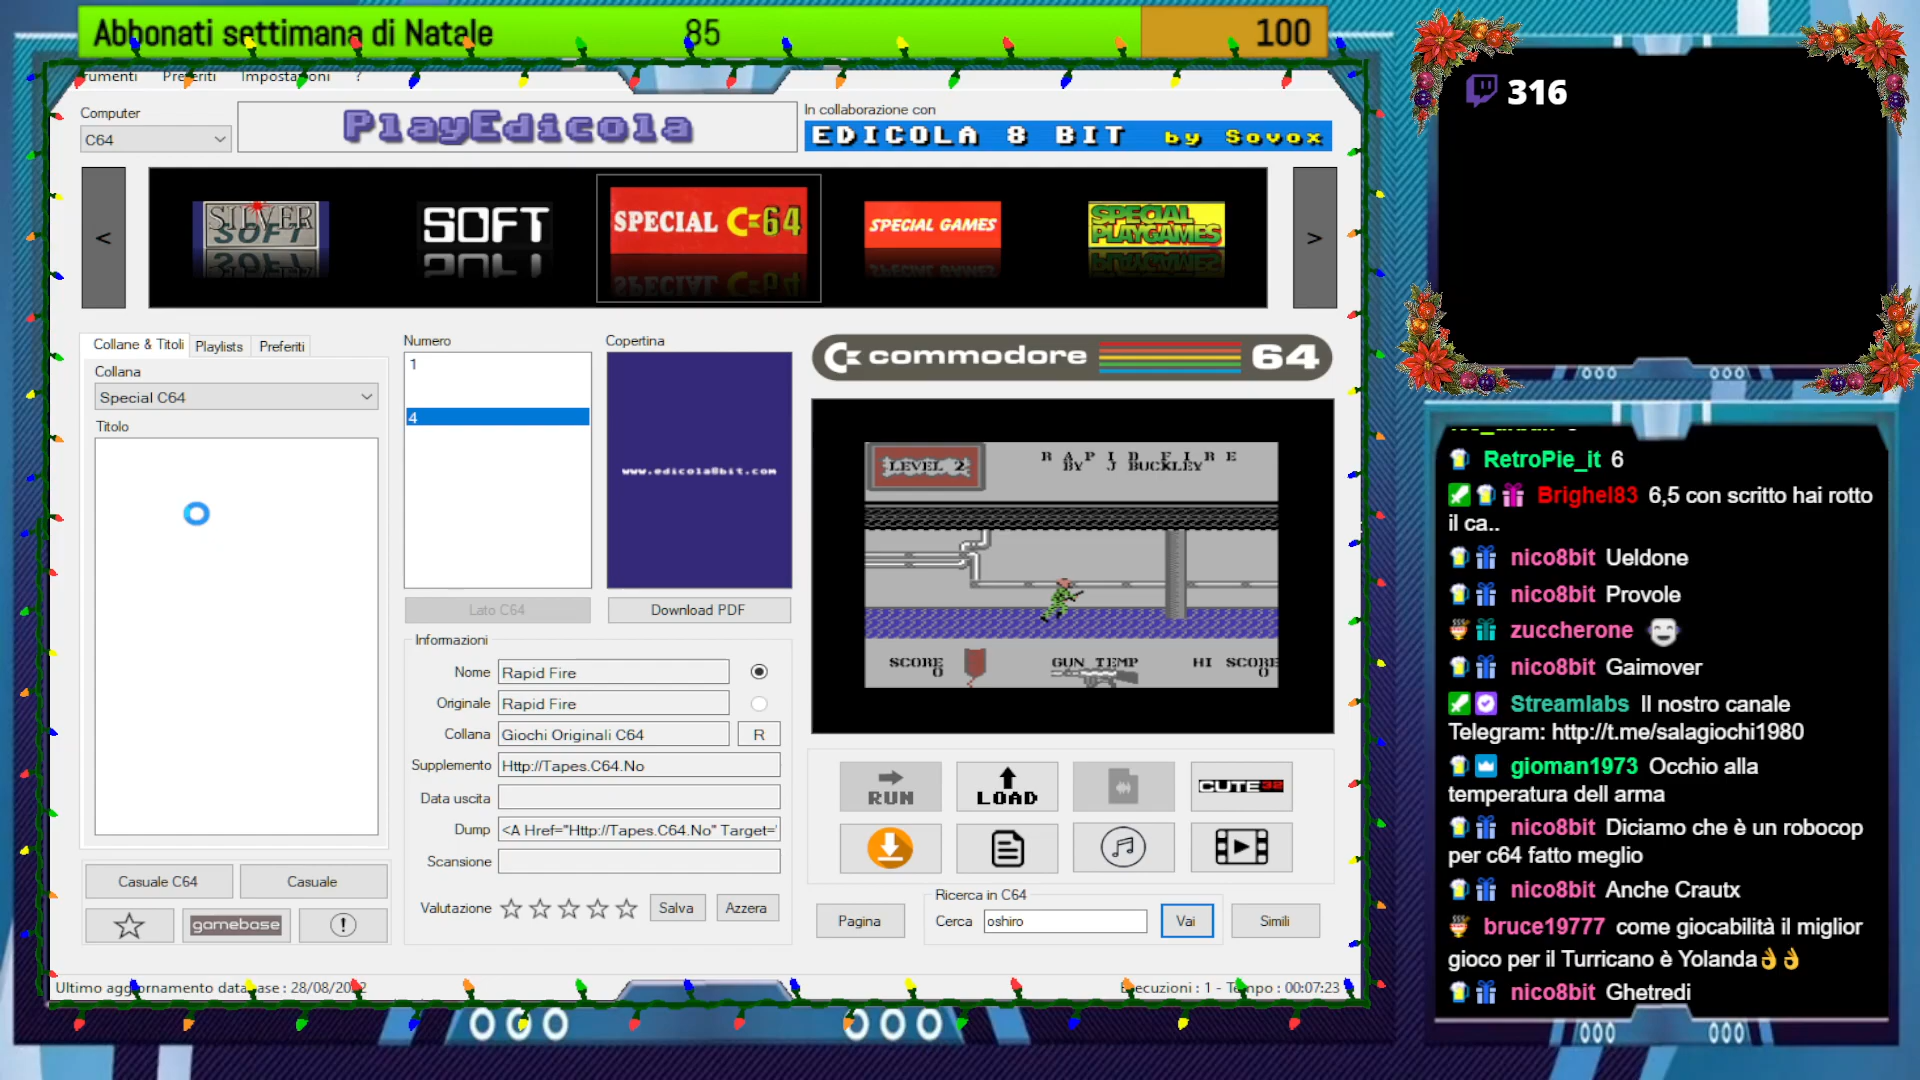 Abbonati settimana di Natale 85 100
rumenti Preferiti Impostazioni ?
Computer
C64
PlayEdicola
In collaborazione con
EDICOLA 8 BIT by Sovox
<
SILVER SOFT
SOFT
SPECIAL C64
SPECIAL GAMES
SPECIAL PLAYGAMES
>
Collane & Titoli Playlists Preferiti
Collana
Special C64
Titolo
Numero
1
4
Copertina
www.edicola8bit.com
Lato C64
Download PDF
commodore 64
LEVEL 2
RAPID FIRE
BY J BUCKLEY
SCORE
0
GUN TEMP
HI SCORE
0
Informazioni
Nome Rapid Fire
Originale Rapid Fire
Collana Giochi Originali C64 R
Supplemento Http://Tapes.C64.No
Data uscita
Dump <A Href="Http://Tapes.C64.No" Target='
Scansione
Valutazione Salva Azzera
RUN
LOAD
CUTE32
Casuale C64 Casuale
gamebase
Pagina
Ricerca in C64
Cerca oshiro Vai
Simili
Ultimo aggiornamento database : 28/08/2022
Esecuzioni : 1 - Tempo : 00:07:23
316
RetroPie_it 6
Brighel83 6,5 con scritto hai rotto
il ca..
nico8bit Ueldone
nico8bit Provole
zuccherone
nico8bit Gaimover
Streamlabs Il nostro canale
Telegram: http://t.me/salagiochi1980
gioman1973 Occhio alla
temperatura dell arma
nico8bit Diciamo che è un robocop
per c64 fatto meglio
nico8bit Anche Crautx
bruce19777 come giocabilità il miglior
gioco per il Turricano è Yolanda👌👌
nico8bit Ghetredi